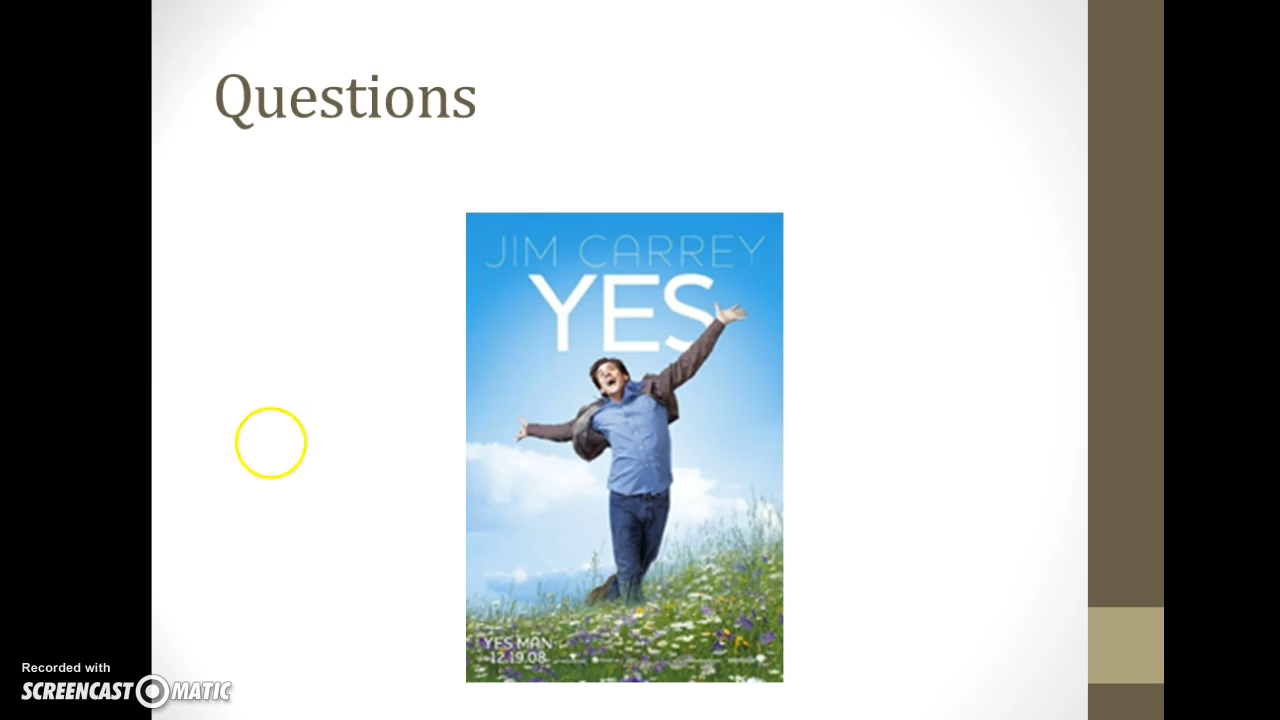 Questions
JIM CARREY
YES
YES MAN
12.19.08
Recorded with
SCREENCAST MATIC